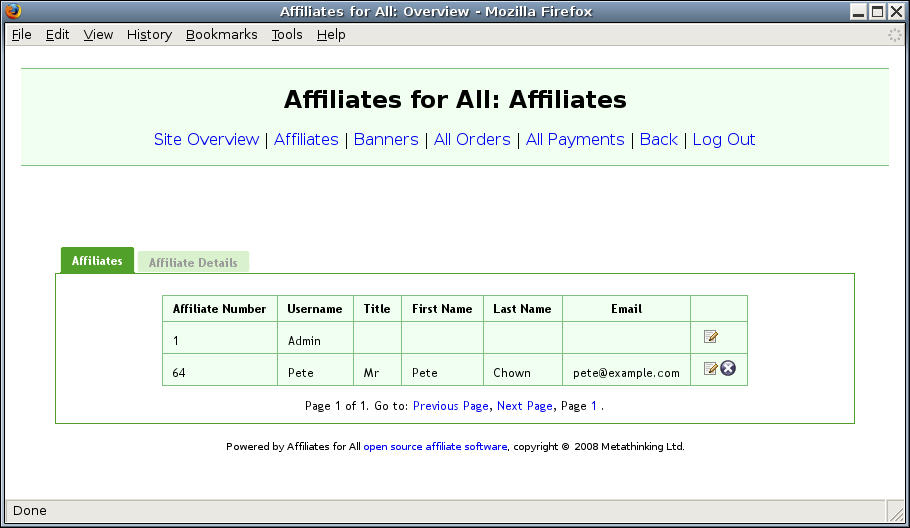 Affiliates for All: Overview - Mozilla Firefox
File Edit View History Bookmarks Tools Help
Affiliates for All: Affiliates
Site Overview | Affiliates | Banners | All Orders | All Payments | Back | Log Out
Affiliates Affiliate Details
Affiliate Number Username Title First Name Last Name Email
1 Admin
64 Pete Mr Pete Chown pete@example.com
Page 1 of 1. Go to: Previous Page, Next Page, Page 1 .
Powered by Affiliates for All open source affiliate software, copyright © 2008 Metathinking Ltd.
Done